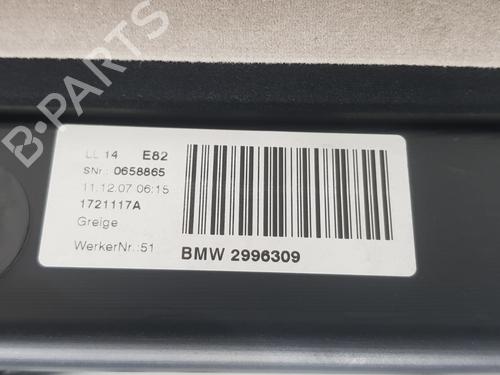 B-PARTS
LL 14 E82
SNr.: 0658865
11.12.07 06:15
1721117A
Greige
WerkerNr.: 51
BMW 2996309